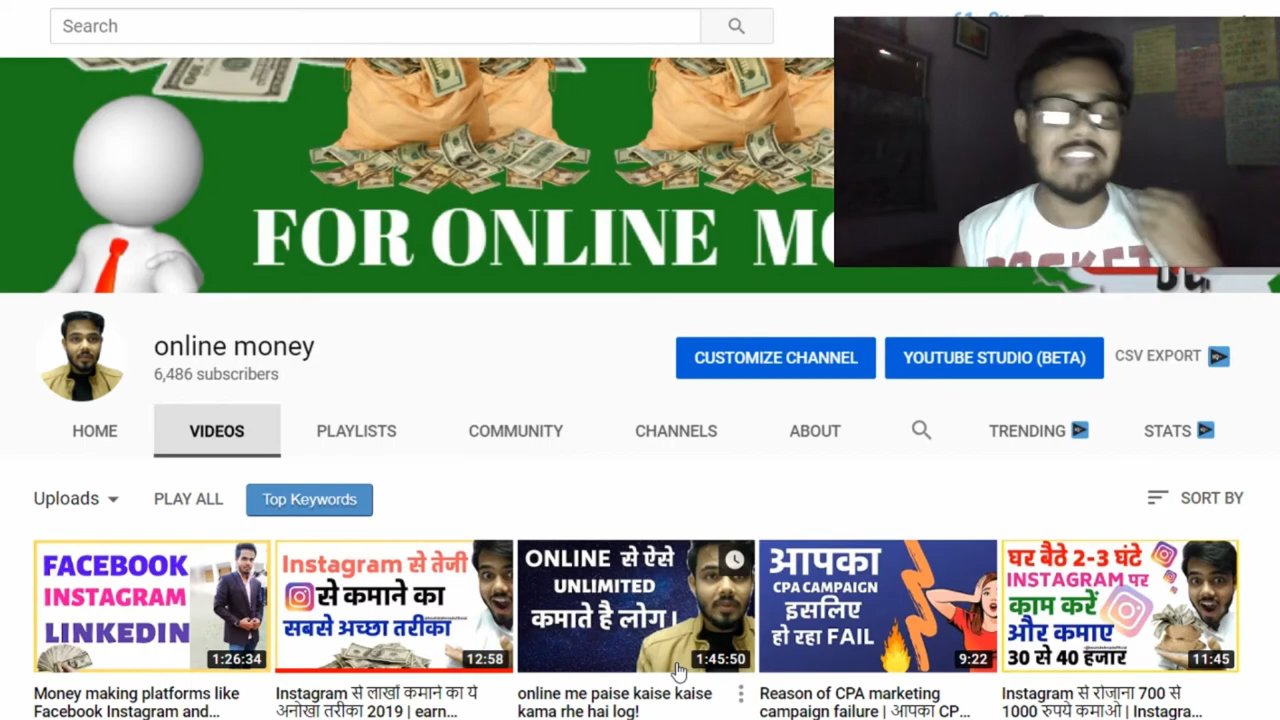 Search
FOR ONLINE MO
online money
6,486 subscribers
CUSTOMIZE CHANNEL
YOUTUBE STUDIO (BETA)
CSV EXPORT
HOME
VIDEOS
PLAYLISTS
COMMUNITY
CHANNELS
ABOUT
TRENDING
STATS
Uploads
PLAY ALL
Top Keywords
SORT BY
FACEBOOK
INSTAGRAM
LINKEDIN
1:26:34
Money making platforms like
Facebook Instagram and...
Instagram से तेजी
से कमाने का
सबसे अच्छा तरीका
12:58
Instagram से लाखों कमाने का ये
अनोखा तरीका 2019 | earn...
ONLINE से ऐसे
UNLIMITED
कमाते है लोग।
1:45:50
online me paise kaise kaise
kama rhe hai log!
आपका
CPA CAMPAIGN
इसलिए
हो रहा FAIL
9:22
Reason of CPA marketing
campaign failure | आपका CP...
घर बैठे 2-3 घंटे
INSTAGRAM पर
काम करें
और कमाए
30 से 40 हजार
11:45
Instagram से रोजाना 700 से
1000 रुपये कमाओ | Instagra...